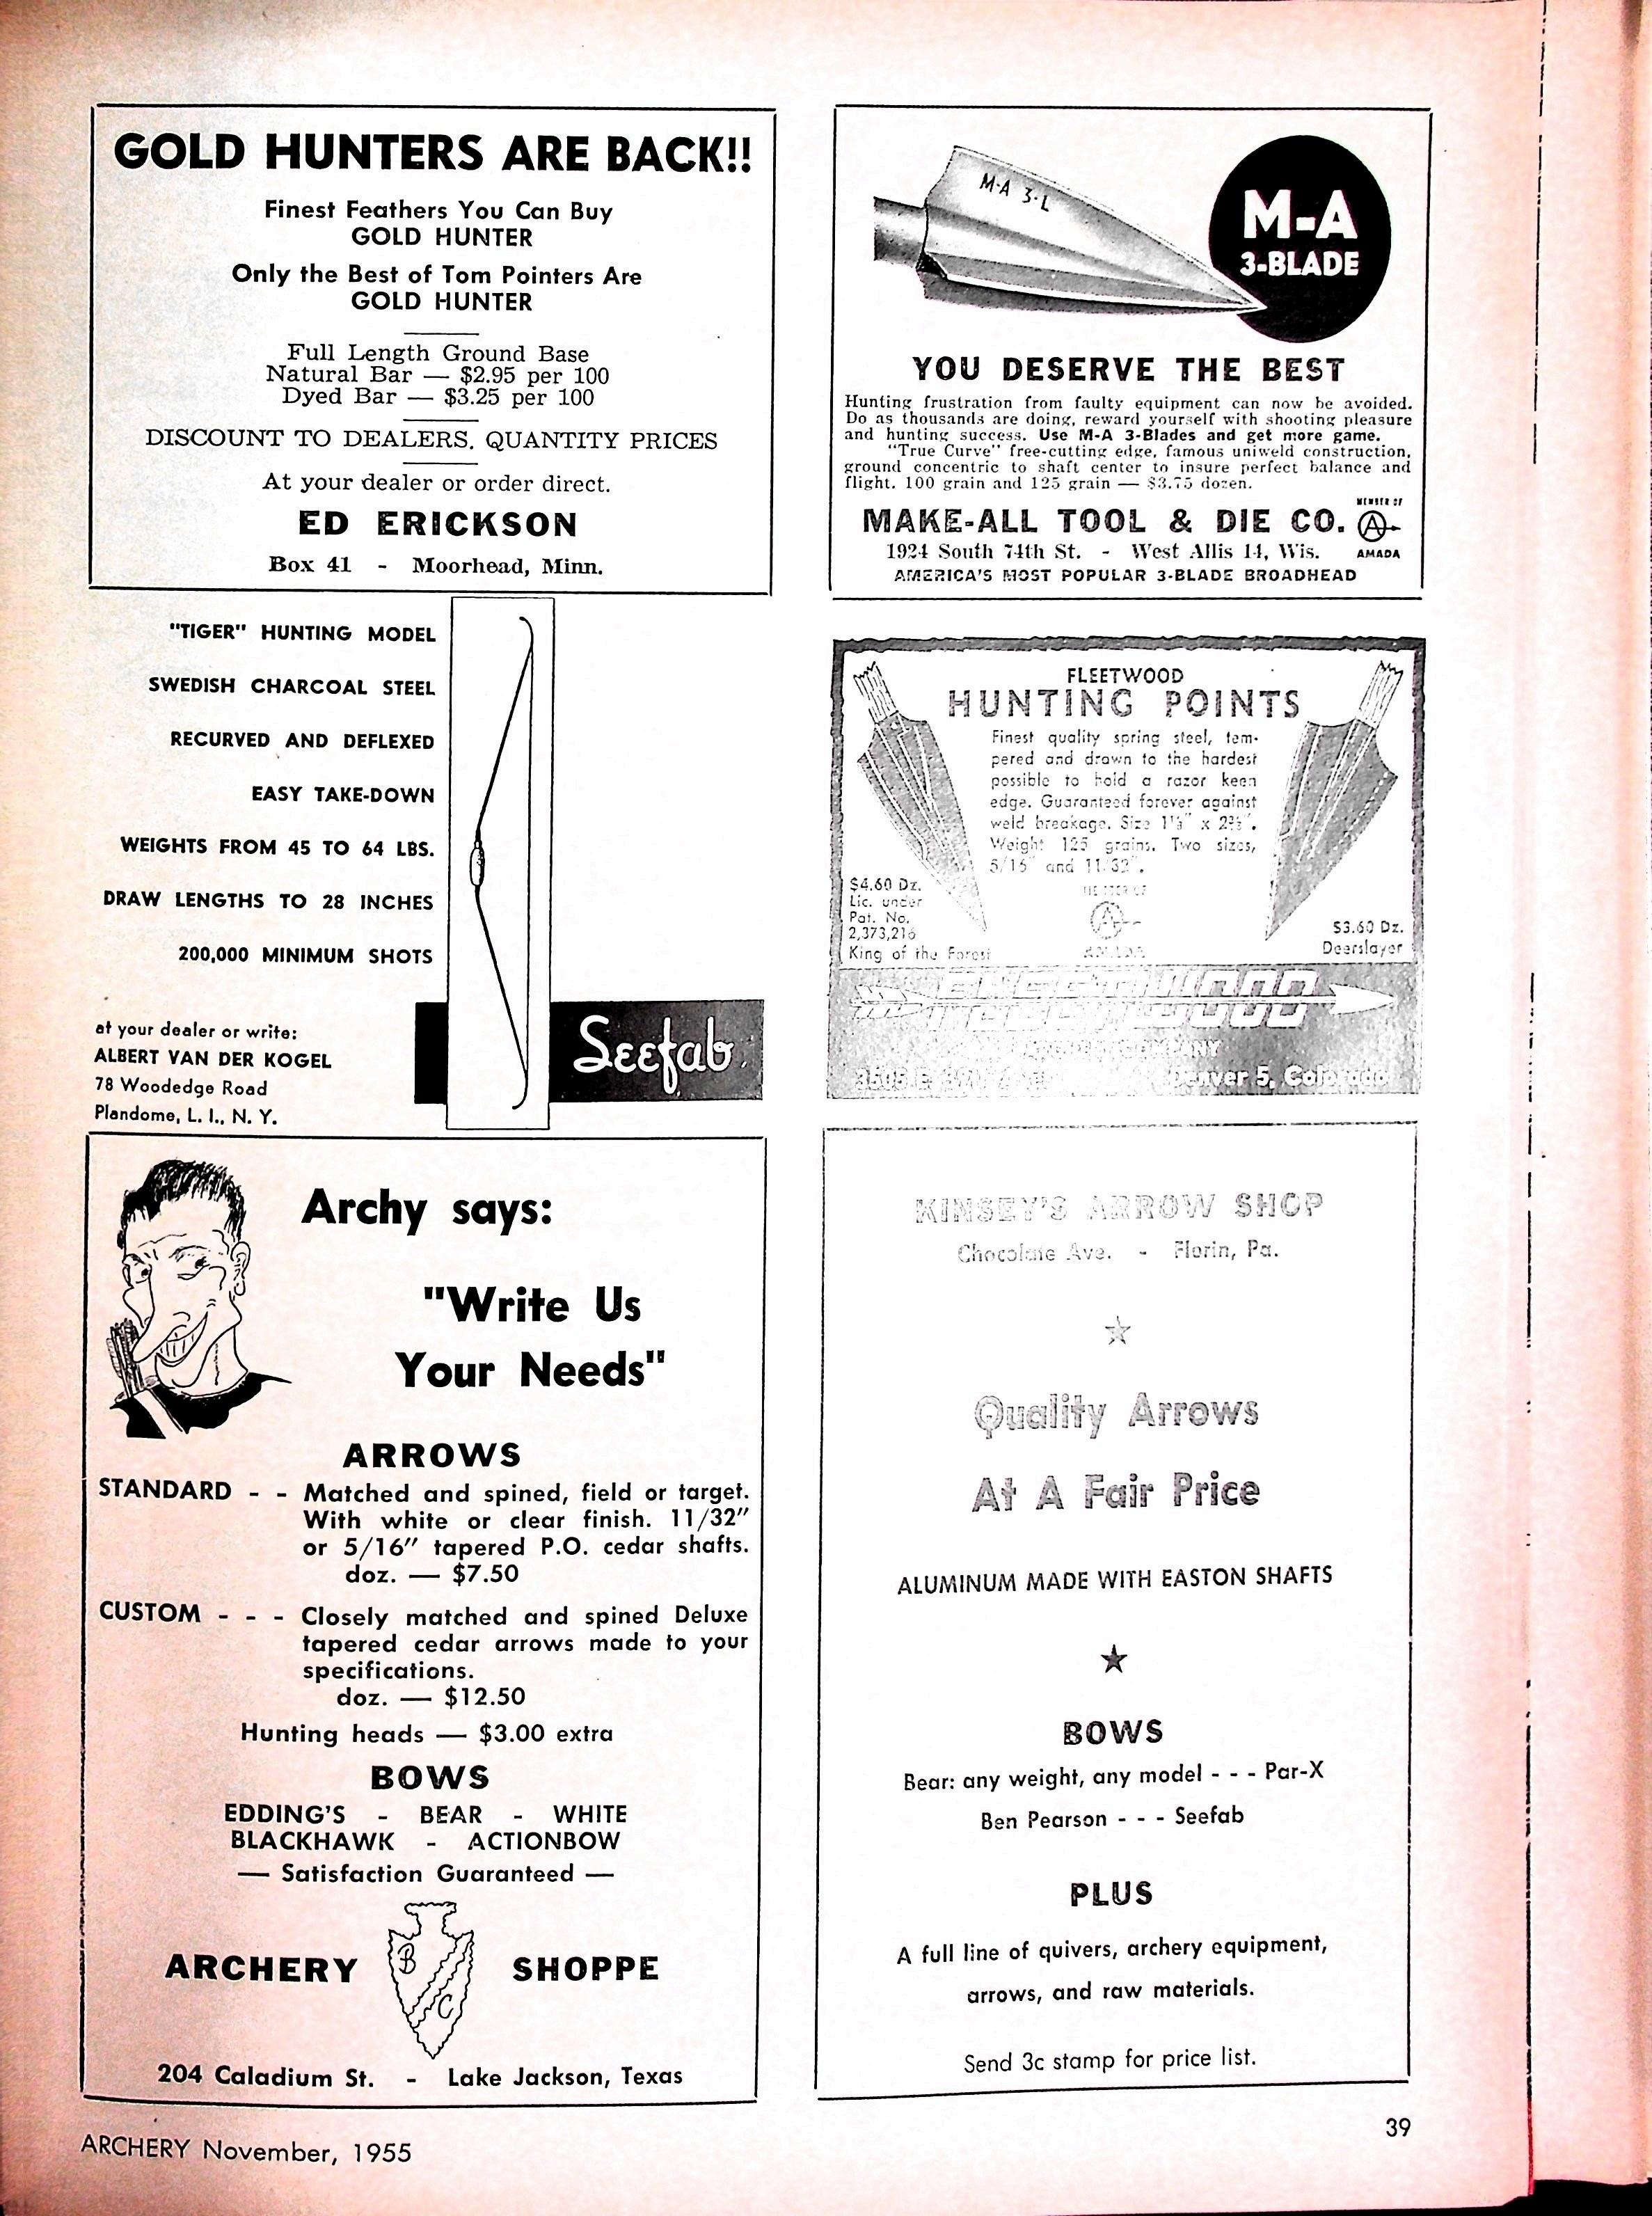 GOLD HUNTERS ARE BACK!!
Finest Feathers You Can Buy
GOLD HUNTER
Only the Best of Tom Pointers Are
GOLD HUNTER
Full Length Ground Base
Natural Bar — $2.95 per 100
Dyed Bar — $3.25 per 100
DISCOUNT TO DEALERS. QUANTITY PRICES
At your dealer or order direct.
ED ERICKSON
Box 41 - Moorhead, Minn.
M-A 3-L
M-A
3-BLADE
YOU DESERVE THE BEST
Hunting frustration from faulty equipment can now be avoided.
Do as thousands are doing, reward yourself with shooting pleasure
and hunting success. Use M-A 3-Blades and get more game.
"True Curve" free-cutting edge, famous uniweld construction,
ground concentric to shaft center to insure perfect balance and
flight. 100 grain and 125 grain — $3.75 dozen.
MEMBER OF
MAKE-ALL TOOL & DIE CO.
1924 South 74th St. - West Allis 14, Wis.
AMADA
AMERICA'S MOST POPULAR 3-BLADE BROADHEAD
"TIGER" HUNTING MODEL
SWEDISH CHARCOAL STEEL
RECURVED AND DEFLEXED
EASY TAKE-DOWN
WEIGHTS FROM 45 TO 64 LBS.
DRAW LENGTHS TO 28 INCHES
200,000 MINIMUM SHOTS
at your dealer or write:
ALBERT VAN DER KOGEL
78 Woodedge Road
Plandome, L. I., N. Y.
Seefab
FLEETWOOD
HUNTING POINTS
Finest quality spring steel, tem-
pered and drawn to the hardest
possible to hold a razor keen
edge. Guaranteed forever against
weld breakage. Size
Weight 125 grains. Two sizes,
5/16" and 11/32".
$4.60 Dz.
Lic. under
Pat. No.
2,373,216
King of the Forest
MEMBER OF
AMADA
$3.60 Dz.
Deerslayer
FLEETWOOD
Denver 5, Colorado
Archy says:
"Write Us
Your Needs"
ARROWS
STANDARD - - Matched and spined, field or target.
With white or clear finish. 11/32"
or 5/16" tapered P.O. cedar shafts.
doz. — $7.50
CUSTOM - - - Closely matched and spined Deluxe
tapered cedar arrows made to your
specifications.
doz. — $12.50
Hunting heads — $3.00 extra
BOWS
EDDING'S - BEAR - WHITE
BLACKHAWK - ACTIONBOW
— Satisfaction Guaranteed —
ARCHERY B C SHOPPE
204 Caladium St. - Lake Jackson, Texas
KINSEY'S ARROW SHOP
Chocolate Ave. - Florin, Pa.
Quality Arrows
At A Fair Price
ALUMINUM MADE WITH EASTON SHAFTS
BOWS
Bear: any weight, any model - - - Par-X
Ben Pearson - - - Seefab
PLUS
A full line of quivers, archery equipment,
arrows, and raw materials.
Send 3c stamp for price list.
ARCHERY November, 1955
39